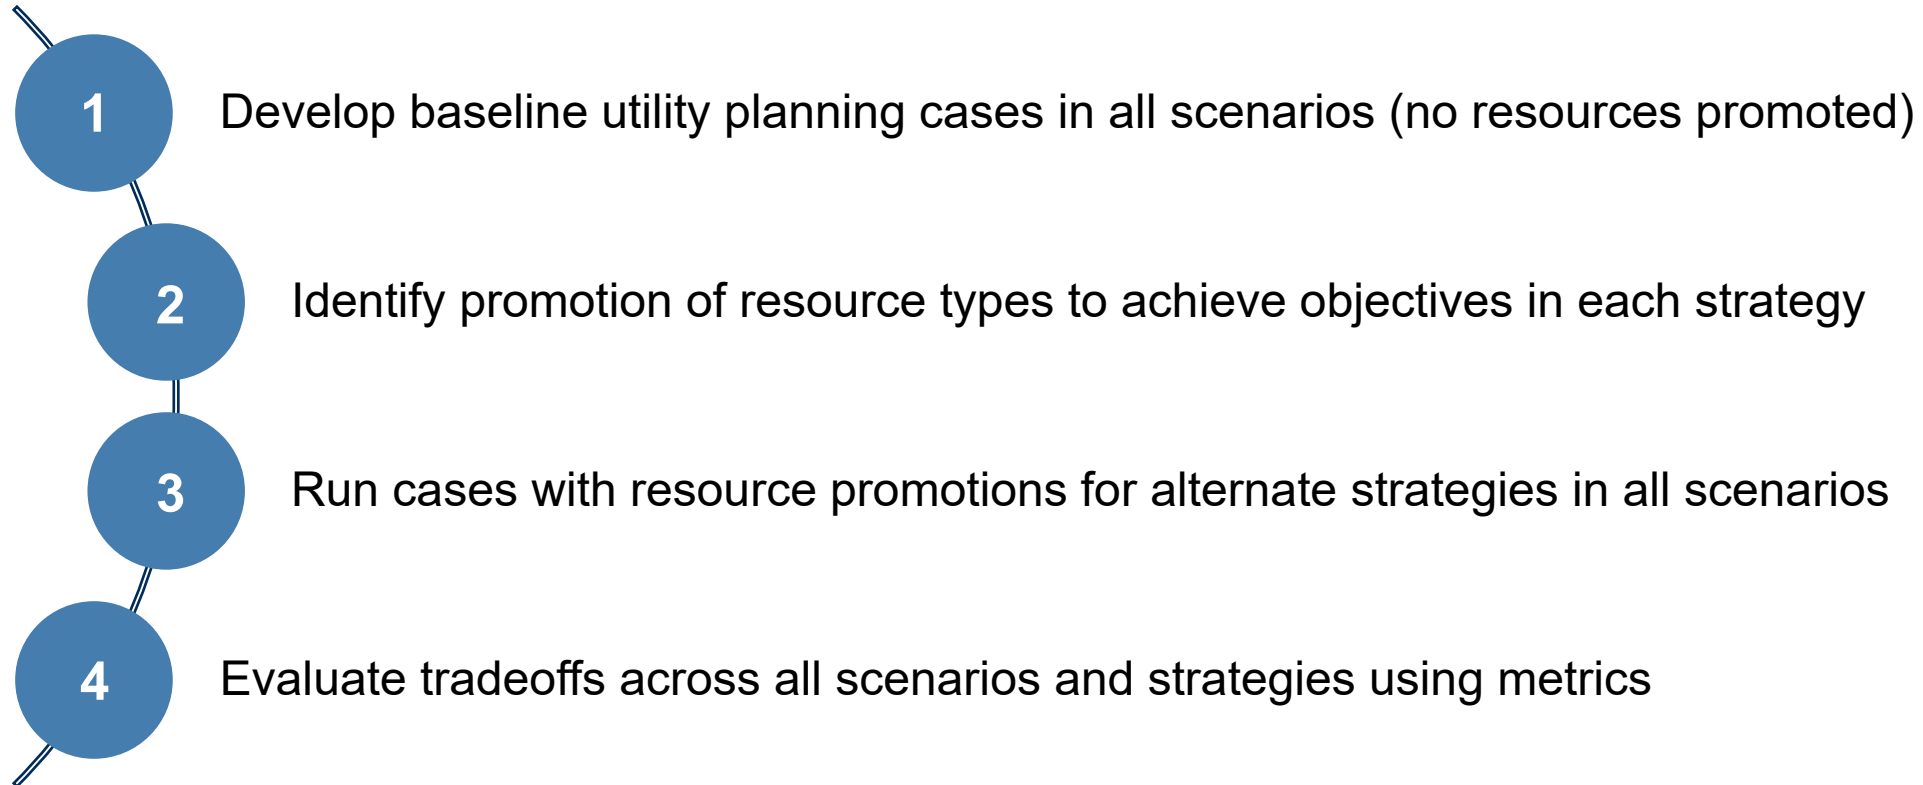 1 Develop baseline utility planning cases in all scenarios (no resources promoted)
2 Identify promotion of resource types to achieve objectives in each strategy
3 Run cases with resource promotions for alternate strategies in all scenarios
4 Evaluate tradeoffs across all scenarios and strategies using metrics